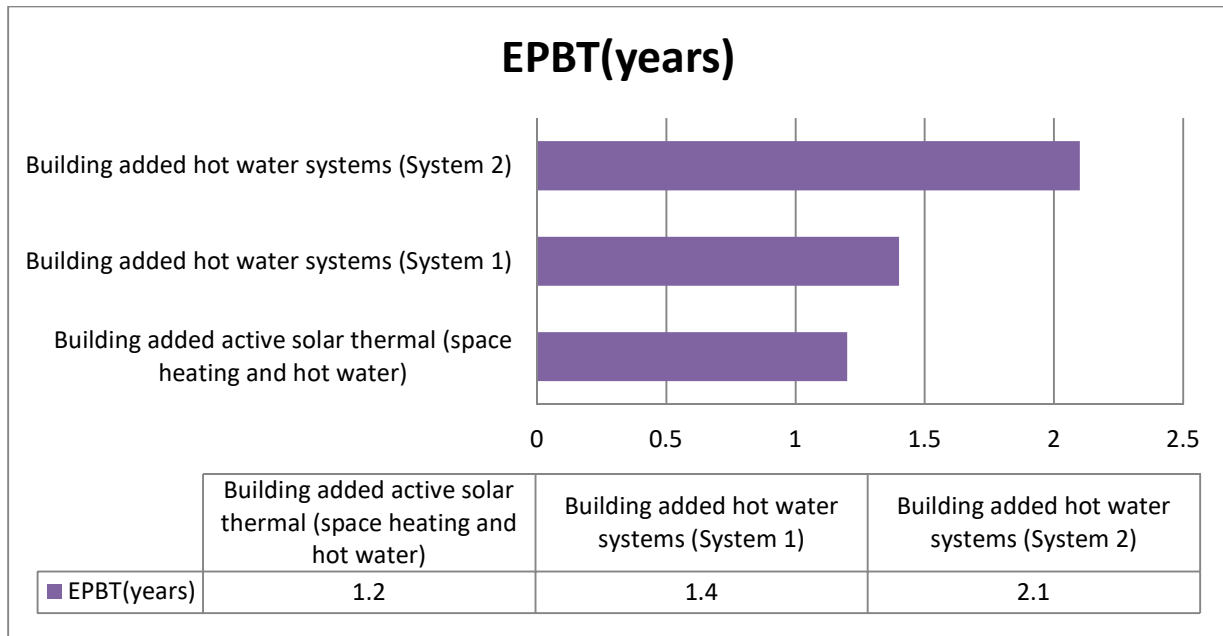 EPBT(years)
Building added hot water systems (System 2)
Building added hot water systems (System 1)
Building added active solar thermal (space
heating and hot water)
0 0.5 1 1.5 2 2.5
Building added active solar
thermal (space heating and
hot water)
Building added hot water
systems (System 1)
Building added hot water
systems (System 2)
EPBT(years) 1.2 1.4 2.1